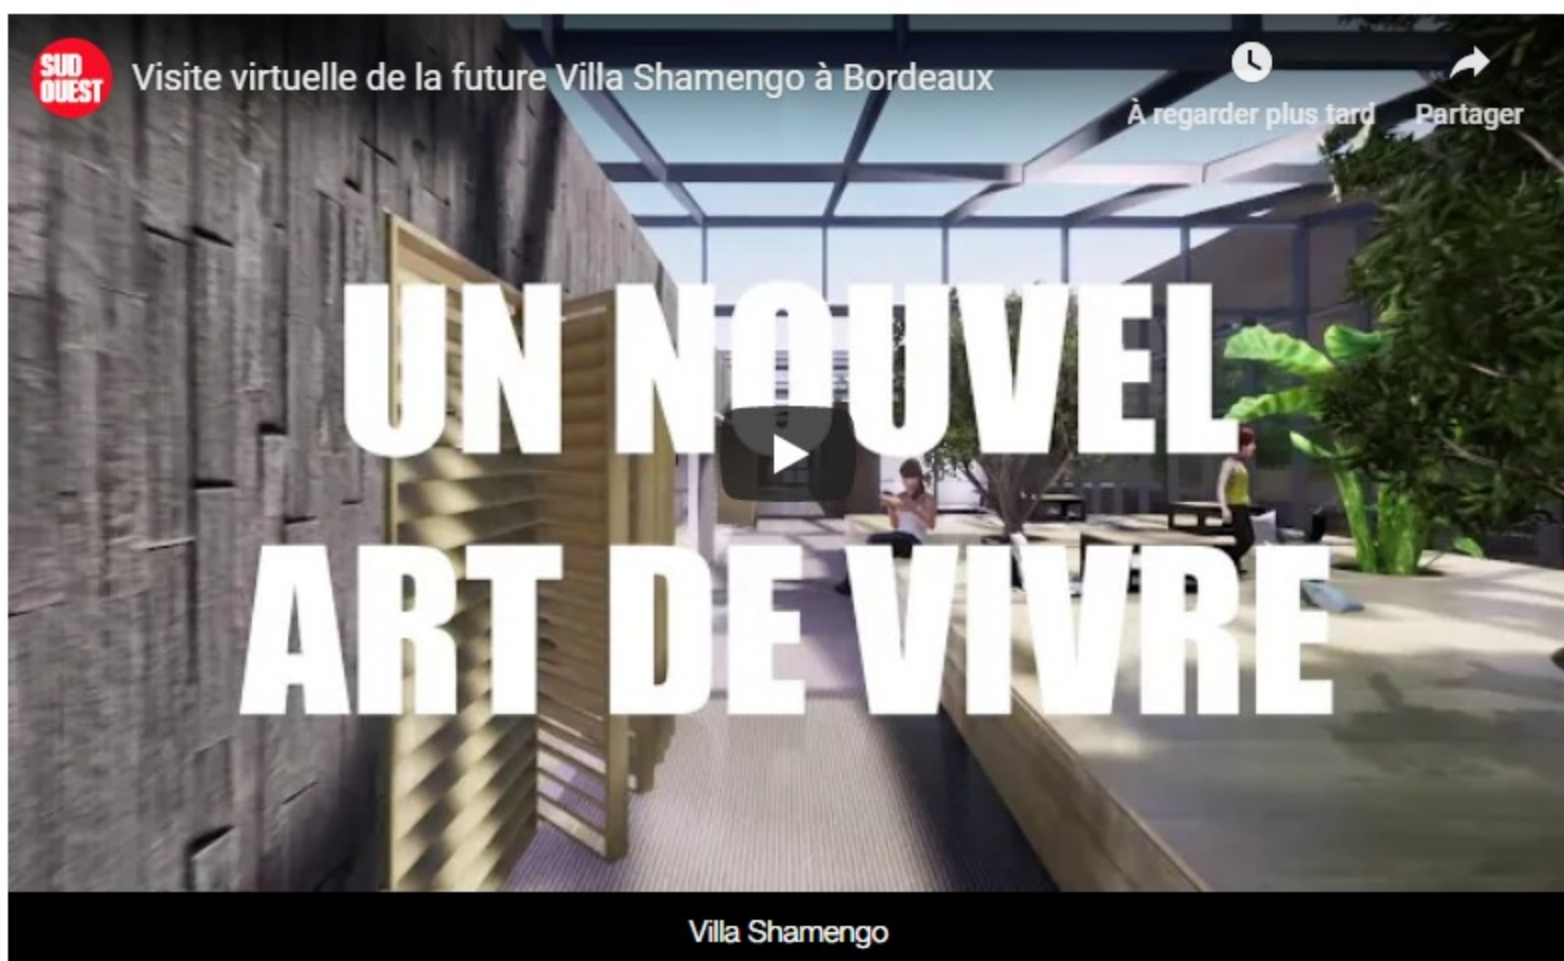 SUD
OUEST
Visite virtuelle de la future Villa Shamengo à Bordeaux
À regarder plus tard
Partager
UN NOUVEL
ART DE VIVRE
Villa Shamengo